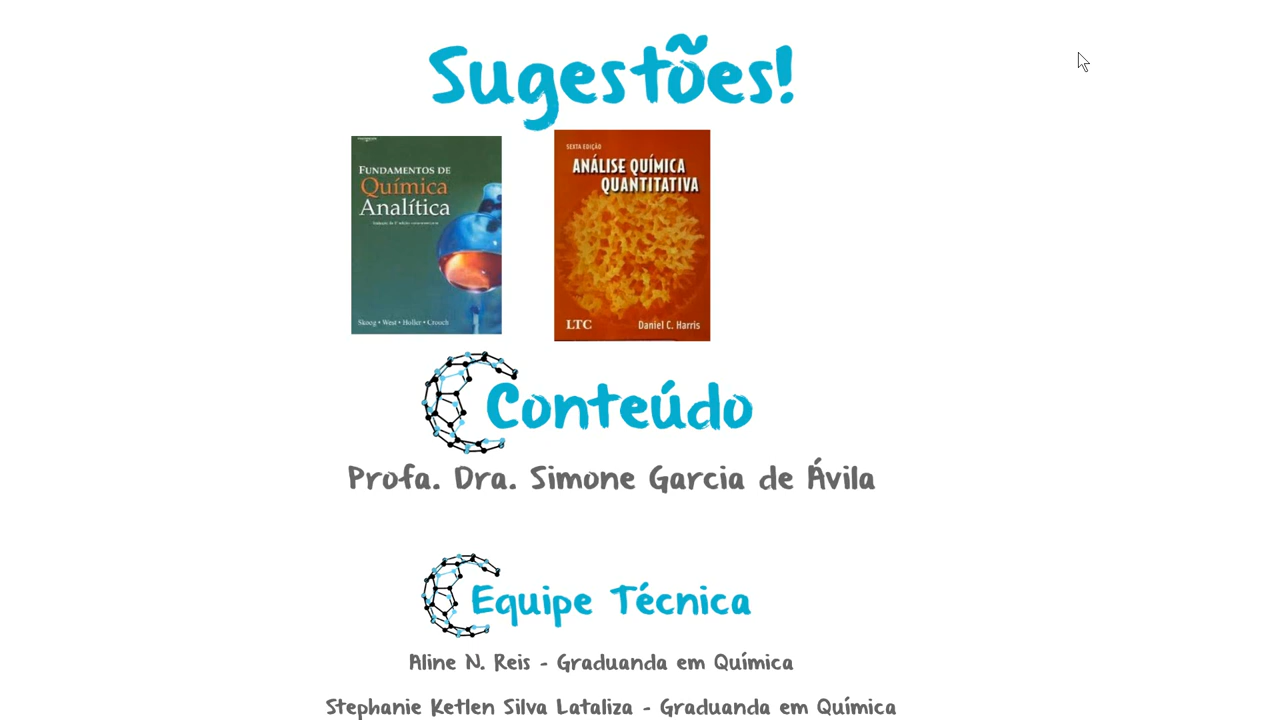 Sugestões!
FUNDAMENTOS DE
Química
Analítica
Skoog • West • Holler • Crouch
SEXTA EDIÇÃO
ANÁLISE QUÍMICA
QUANTITATIVA
LTC
Daniel C. Harris
Conteúdo
Profa. Dra. Simone Garcia de Ávila
Equipe Técnica
Aline N. Reis - Graduanda em Química
Stephanie Ketlen Silva Lataliza - Graduanda em Química